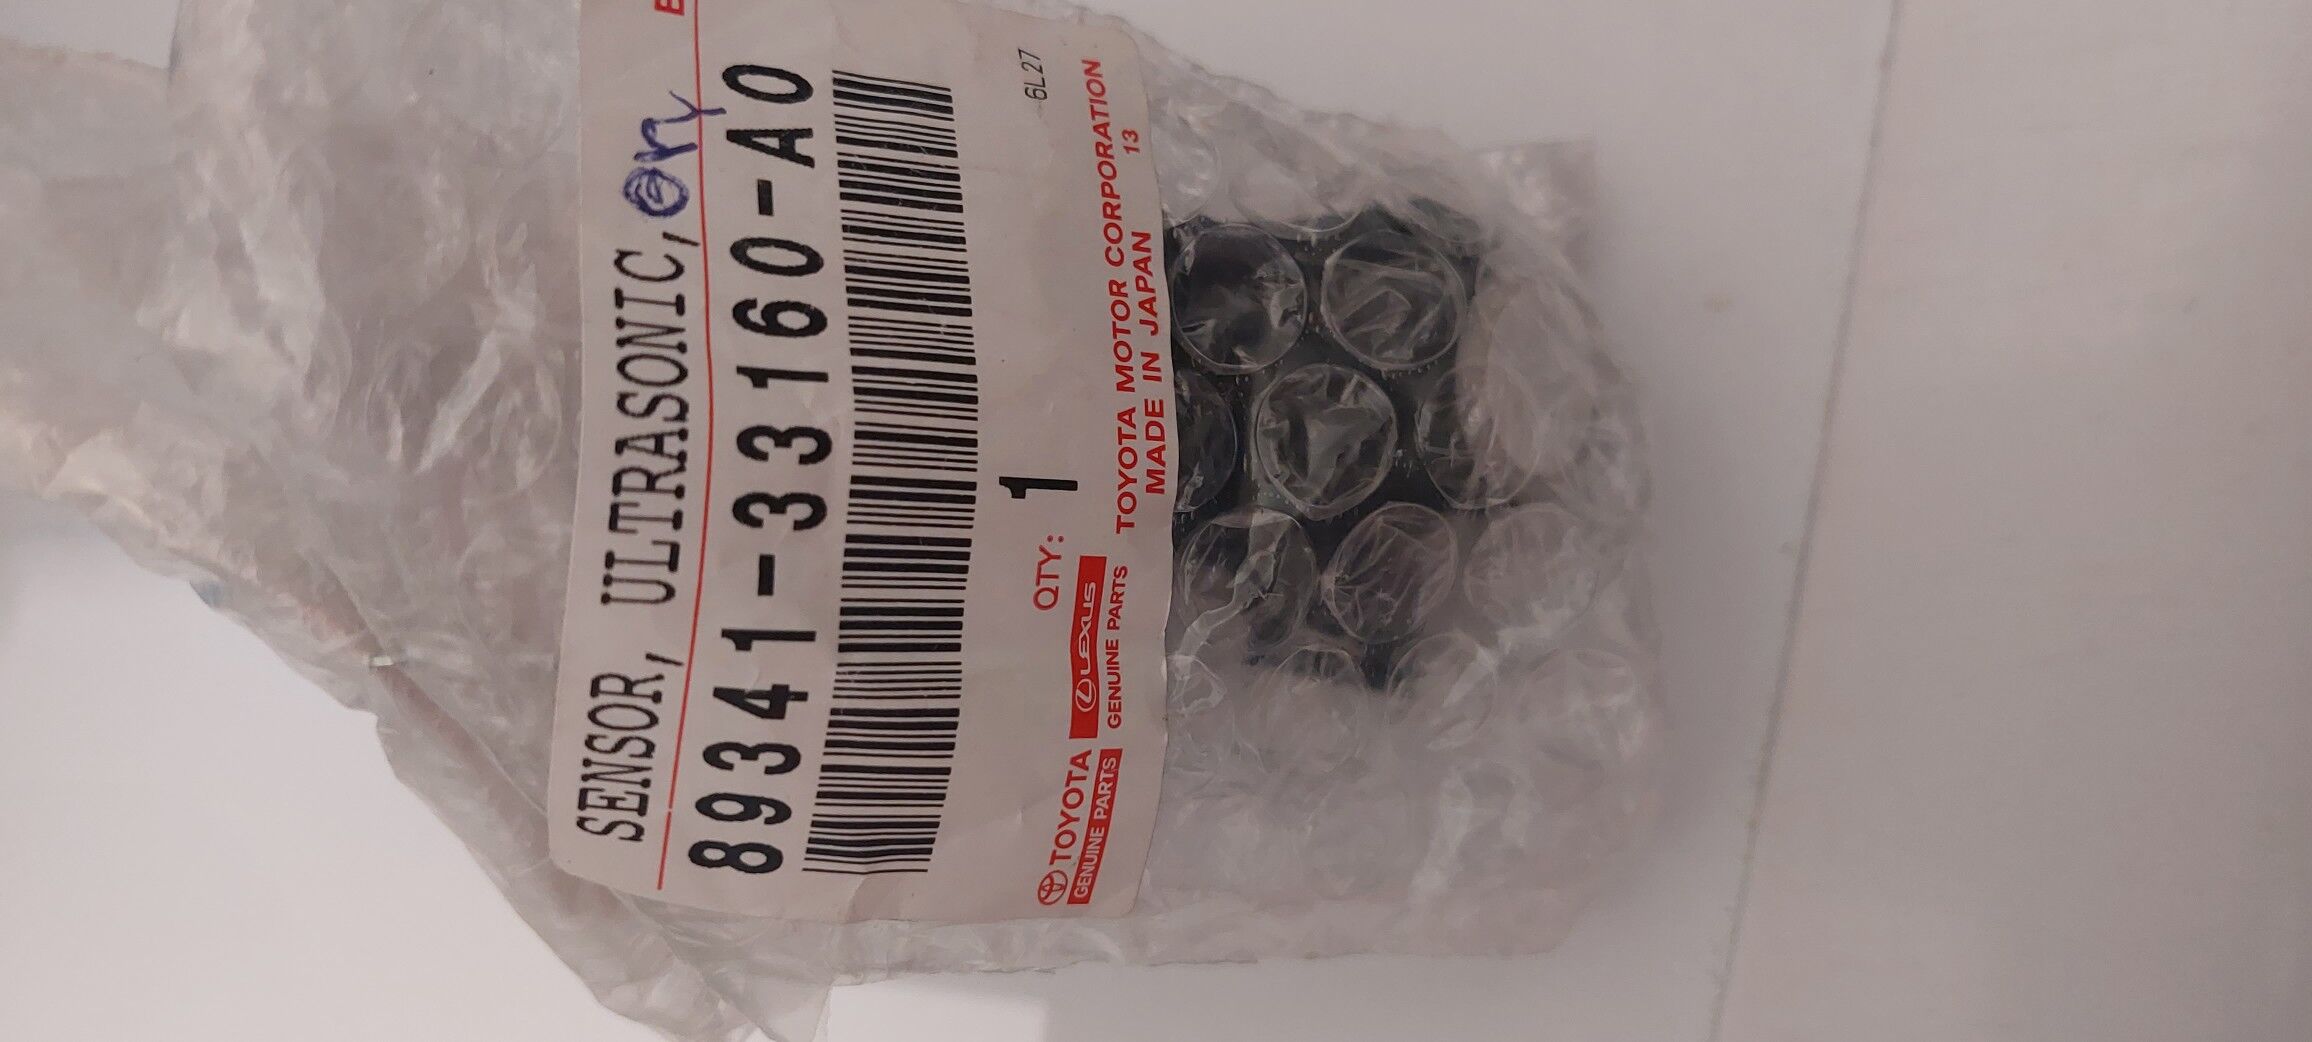 SENSOR, ULTRASONIC,
89341-33160-A0
QTY: 1
6L27
TOYOTA
GENUINE PARTS
LEXUS
GENUINE PARTS
TOYOTA MOTOR CORPORATION
MADE IN JAPAN
13